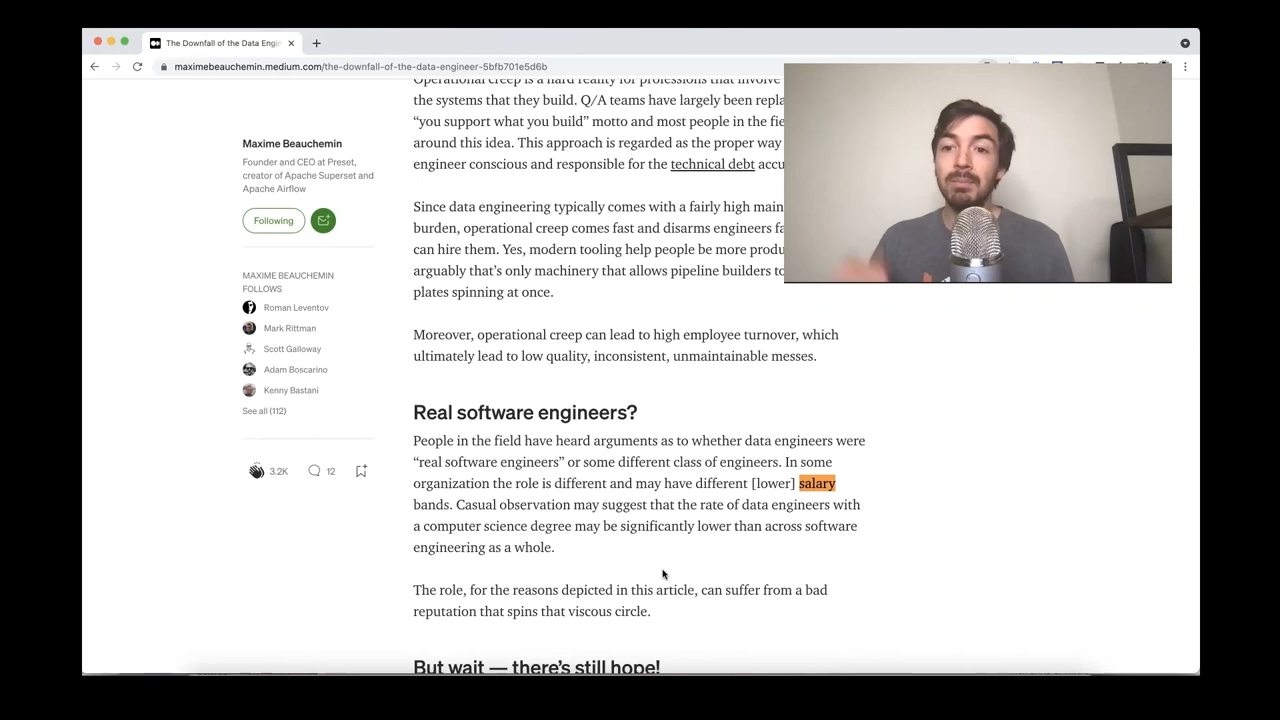 The Downfall of the Data Engin
maximebeauchemin.medium.com/the-downfall-of-the-data-engineer-5bfb701e5d6b
Maxime Beauchemin
Founder and CEO at Preset,
creator of Apache Superset and
Apache Airflow
Following
MAXIME BEAUCHEMIN
FOLLOWS
Roman Leventov
Mark Rittman
Scott Galloway
Adam Boscarino
Kenny Bastani
See all (112)
3.2K
12
Operational creep is a hard reality for professions that involve
the systems that they build. Q/A teams have largely been repla
“you support what you build” motto and most people in the fie
around this idea. This approach is regarded as the proper way
engineer conscious and responsible for the technical debt accu
Since data engineering typically comes with a fairly high main
burden, operational creep comes fast and disarms engineers fa
can hire them. Yes, modern tooling help people be more produ
arguably that’s only machinery that allows pipeline builders to
plates spinning at once.
Moreover, operational creep can lead to high employee turnover, which
ultimately lead to low quality, inconsistent, unmaintainable messes.
Real software engineers?
People in the field have heard arguments as to whether data engineers were
“real software engineers” or some different class of engineers. In some
organization the role is different and may have different [lower] salary
bands. Casual observation may suggest that the rate of data engineers with
a computer science degree may be significantly lower than across software
engineering as a whole.
The role, for the reasons depicted in this article, can suffer from a bad
reputation that spins that viscous circle.
But wait — there’s still hope!